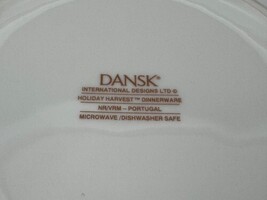 DANSK®
INTERNATIONAL DESIGNS LTD ©
HOLIDAY HARVEST™ DINNERWARE
NR/VRM - PORTUGAL
MICROWAVE / DISHWASHER SAFE